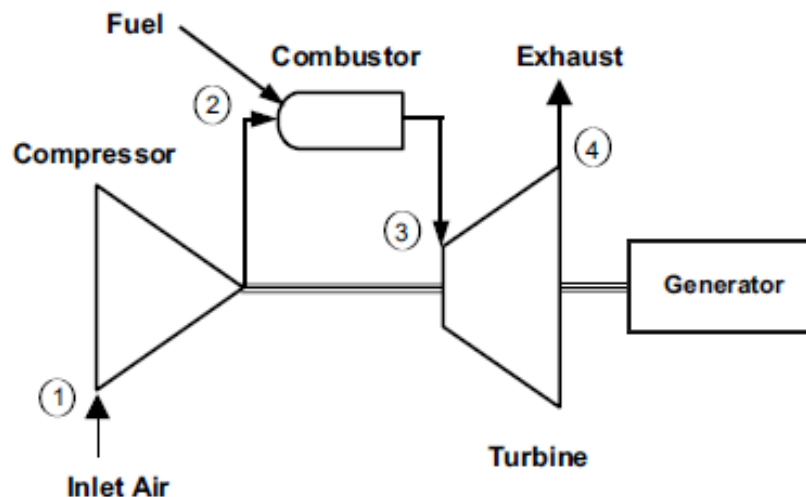 Fuel
Combustor
Exhaust
2
Compressor
4
3
Generator
1
Turbine
Inlet Air